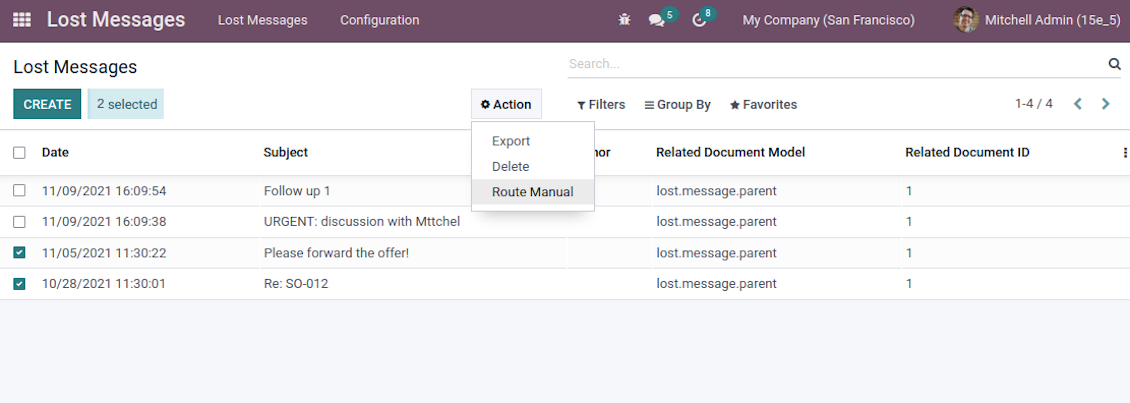 Lost Messages Lost Messages Configuration 5 8 My Company (San Francisco) Mitchell Admin (15e_5)
Lost Messages Search...
CREATE 2 selected Action Filters Group By Favorites 1-4 / 4
Export
Delete
Route Manual
Date Subject hor Related Document Model Related Document ID
11/09/2021 16:09:54 Follow up 1 lost.message.parent 1
11/09/2021 16:09:38 URGENT: discussion with Mttchel lost.message.parent 1
11/05/2021 11:30:22 Please forward the offer! lost.message.parent 1
10/28/2021 11:30:01 Re: SO-012 lost.message.parent 1